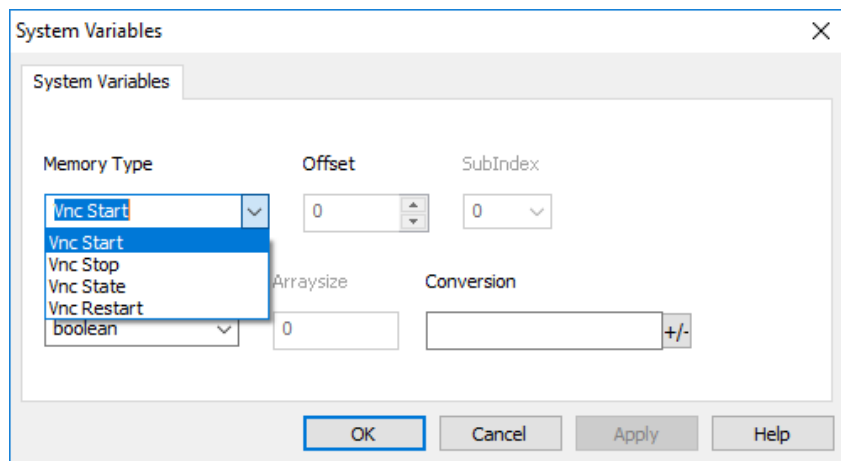 System Variables
System Variables
Memory Type Offset SubIndex
Vnc Start 0 0
Vnc Start
Vnc Stop
Vnc State
Vnc Restart
Arraysize Conversion
boolean 0 +/-
OK Cancel Apply Help